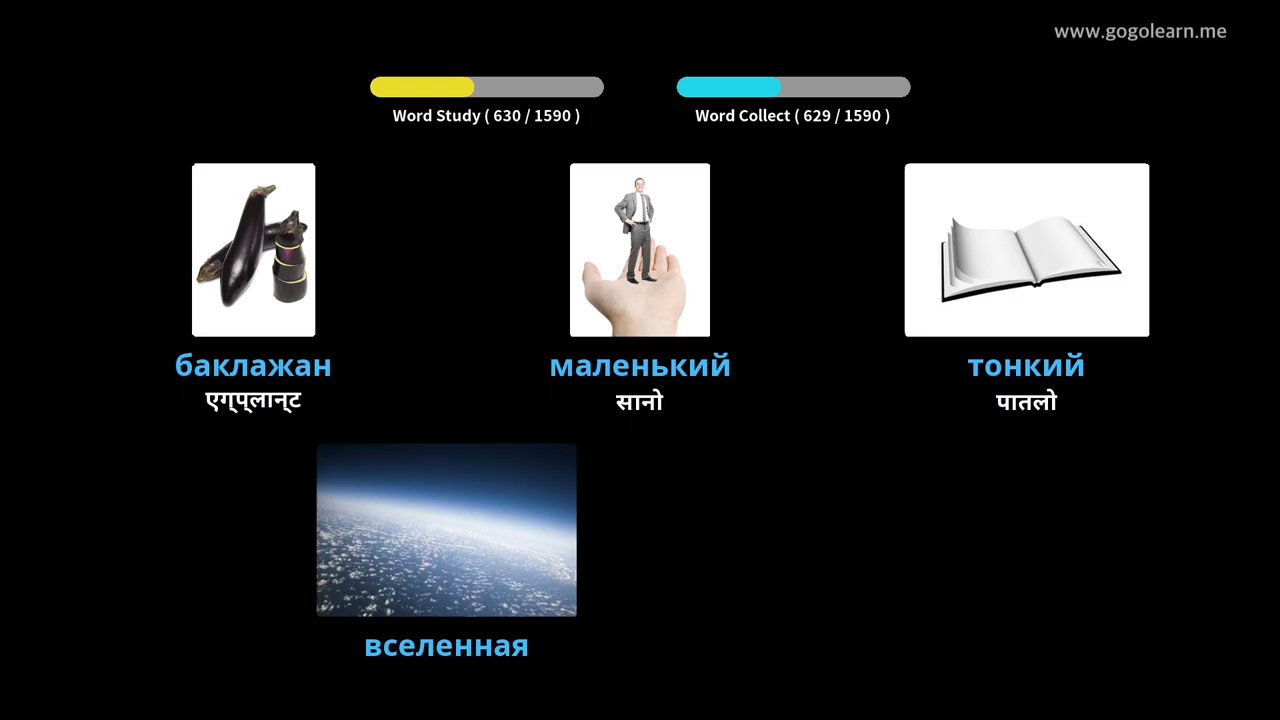 www.gogolearn.me
Word Study ( 630 / 1590 )
Word Collect ( 629 / 1590 )
баклажан
маленький
тонкий
एग्प्लान्ट
सानो
पातलो
вселенная